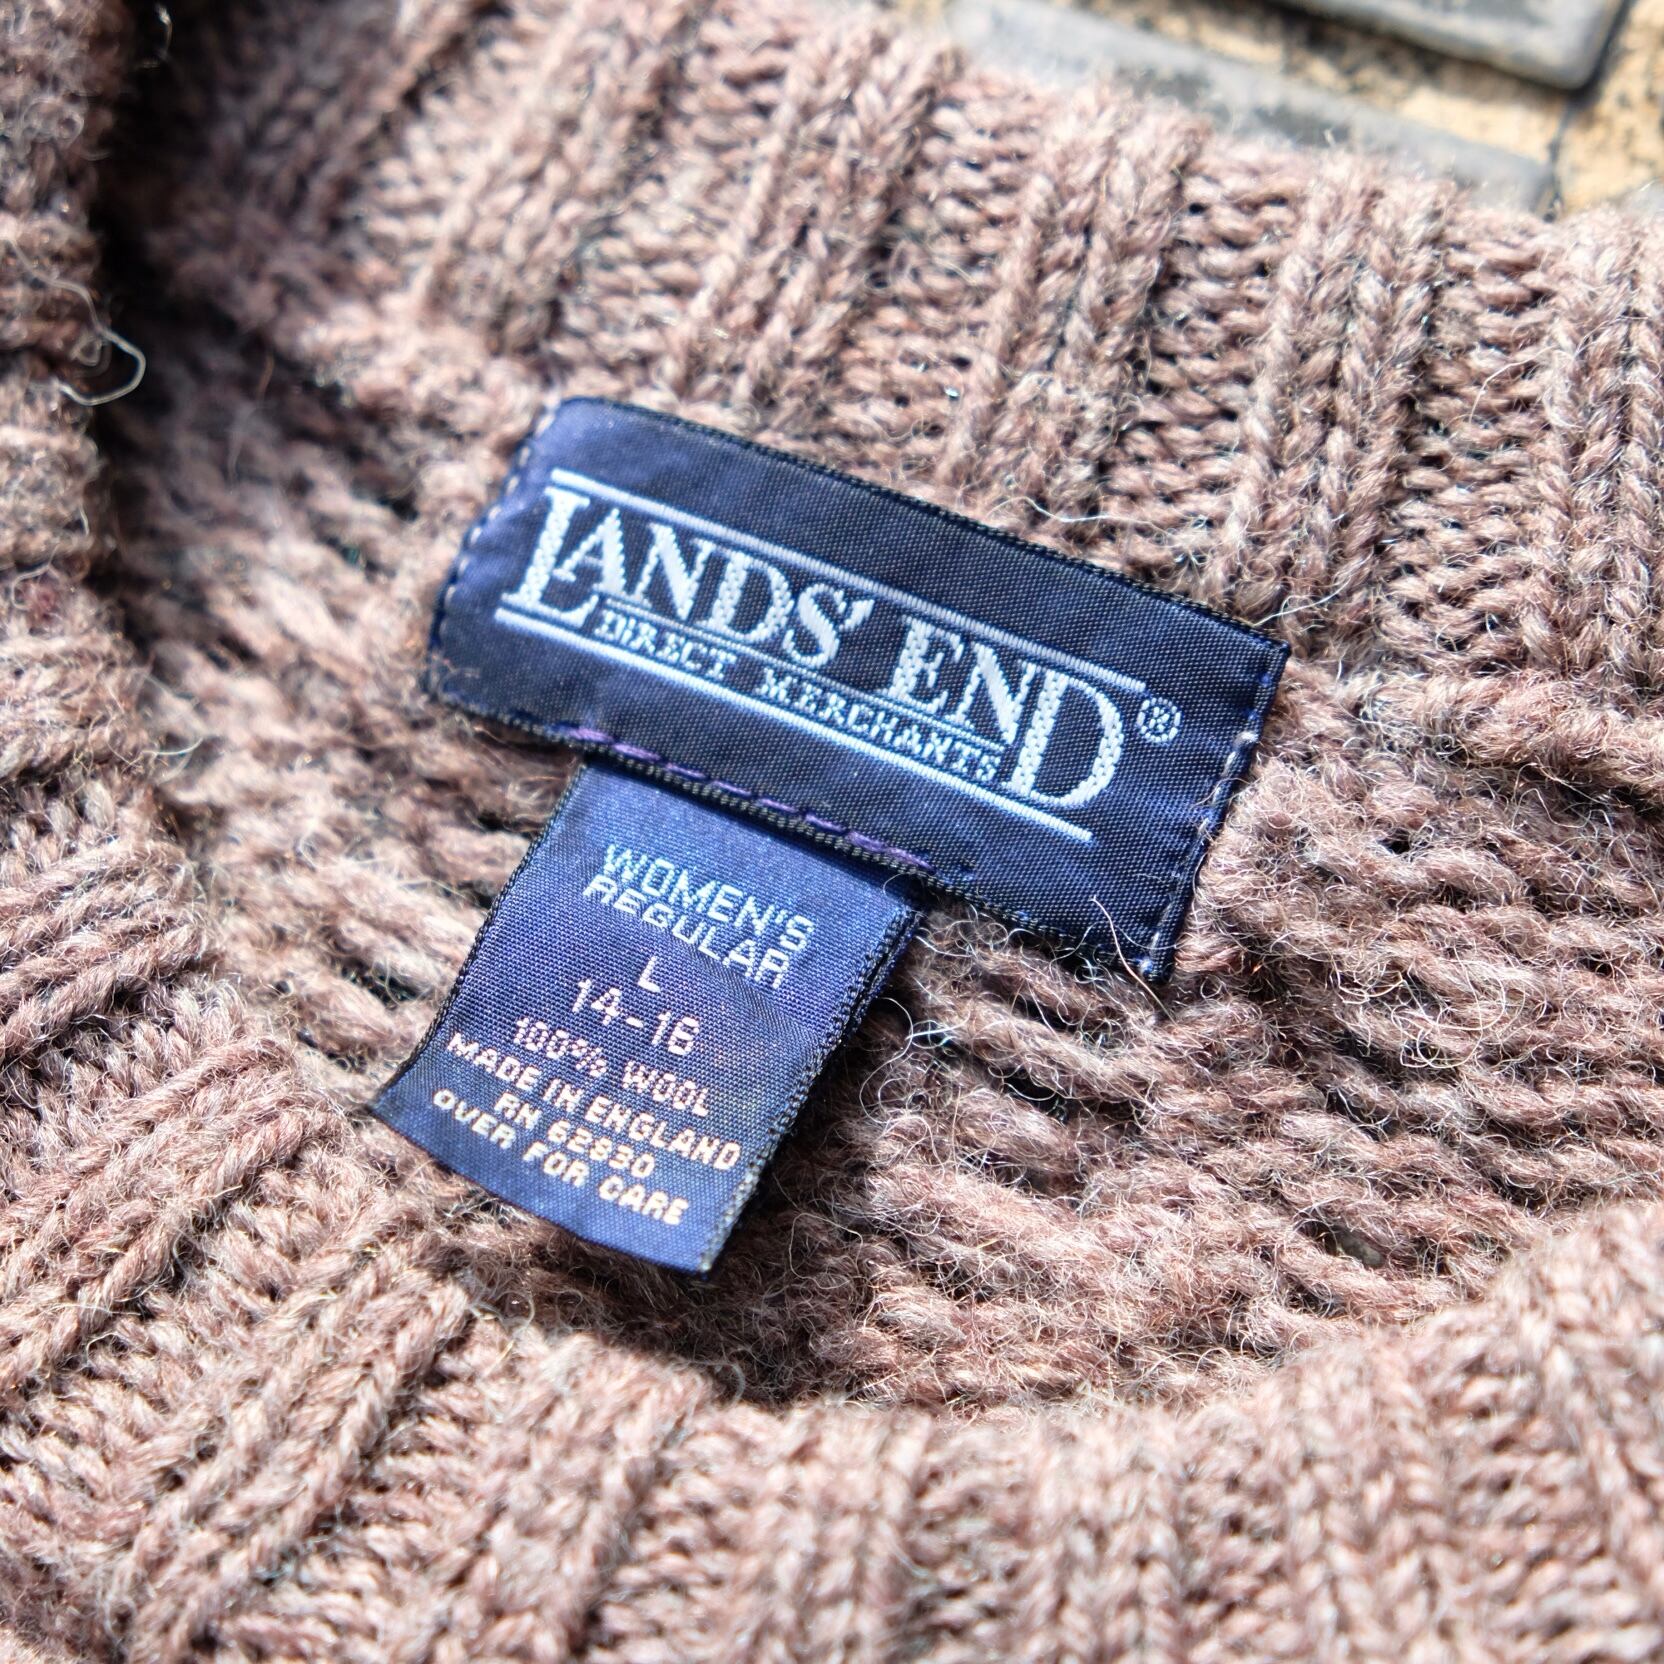 LANDS' END®
DIRECT MERCHANTS
WOMEN'S
REGULAR
L
14-16
100% WOOL
MADE IN ENGLAND
RN 62830
OVER FOR CARE